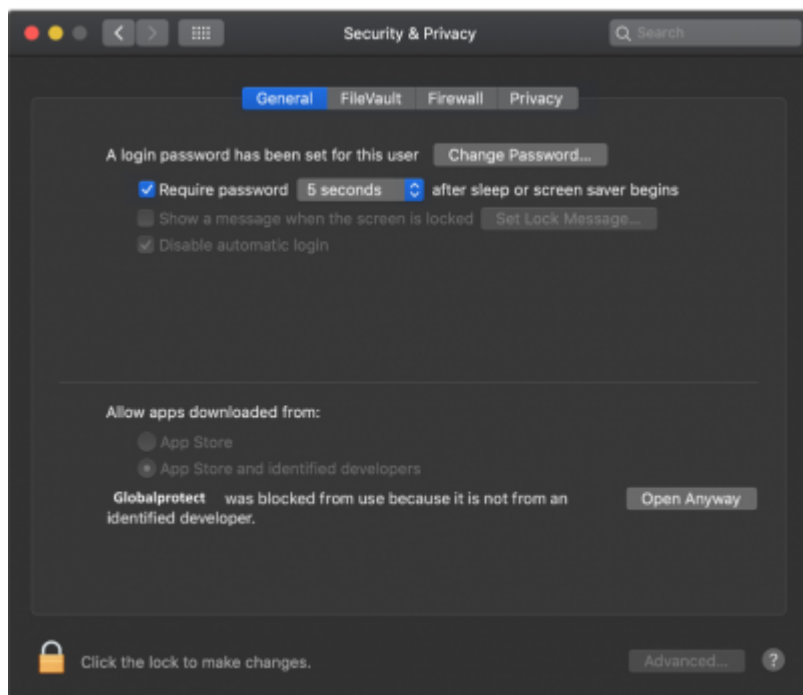 Security & Privacy
Search
General FileVault Firewall Privacy
A login password has been set for this user Change Password...
Require password 5 seconds after sleep or screen saver begins
Show a message when the screen is locked Set Lock Message...
Disable automatic login
Allow apps downloaded from:
App Store
App Store and identified developers
Globalprotect was blocked from use because it is not from an Open Anyway
identified developer.
Click the lock to make changes. Advanced... ?